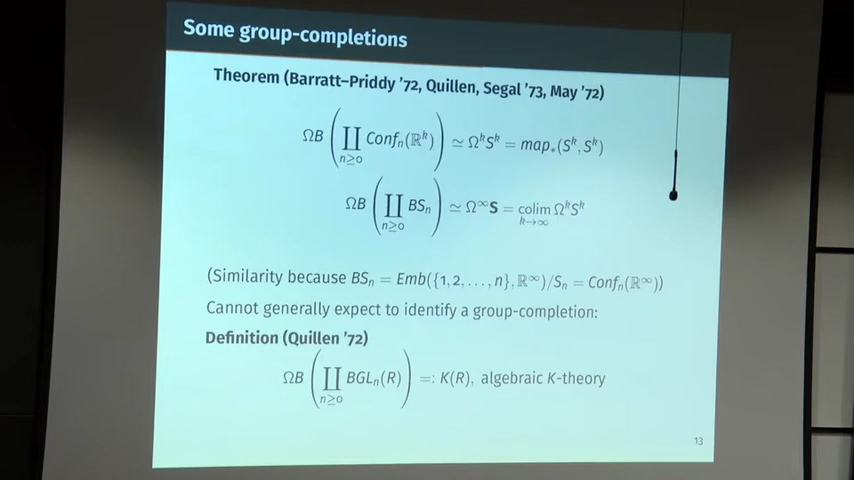 Some group-completions
Theorem (Barratt–Priddy '72, Quillen, Segal '73, May '72)
ΩB ( ∐_{n≥0} Conf_n(ℝ^k) ) ≃ Ω^k S^k = map_*(S^k, S^k)
ΩB ( ∐_{n≥0} BS_n ) ≃ Ω^∞ S = colim_{k→∞} Ω^k S^k
(Similarity because BS_n = Emb({1, 2, . . . , n}, ℝ^∞)/S_n = Conf_n(ℝ^∞))
Cannot generally expect to identify a group-completion:
Definition (Quillen '72)
ΩB ( ∐_{n≥0} BGL_n(R) ) =: K(R), algebraic K-theory
13